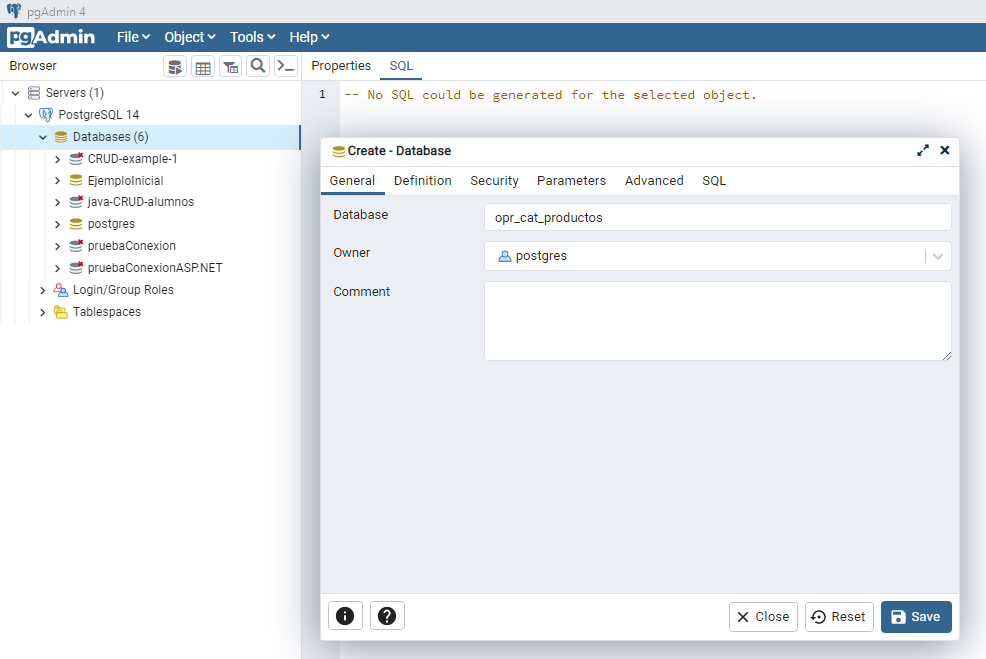 pgAdmin 4
pgAdmin File Object Tools Help
Browser
Properties SQL
Servers (1)
PostgreSQL 14
Databases (6)
CRUD-example-1
EjemploInicial
java-CRUD-alumnos
postgres
pruebaConexion
pruebaConexionASP.NET
Login/Group Roles
Tablespaces
1 -- No SQL could be generated for the selected object.
Create - Database
General Definition Security Parameters Advanced SQL
Database opr_cat_productos
Owner postgres
Comment
Close Reset Save